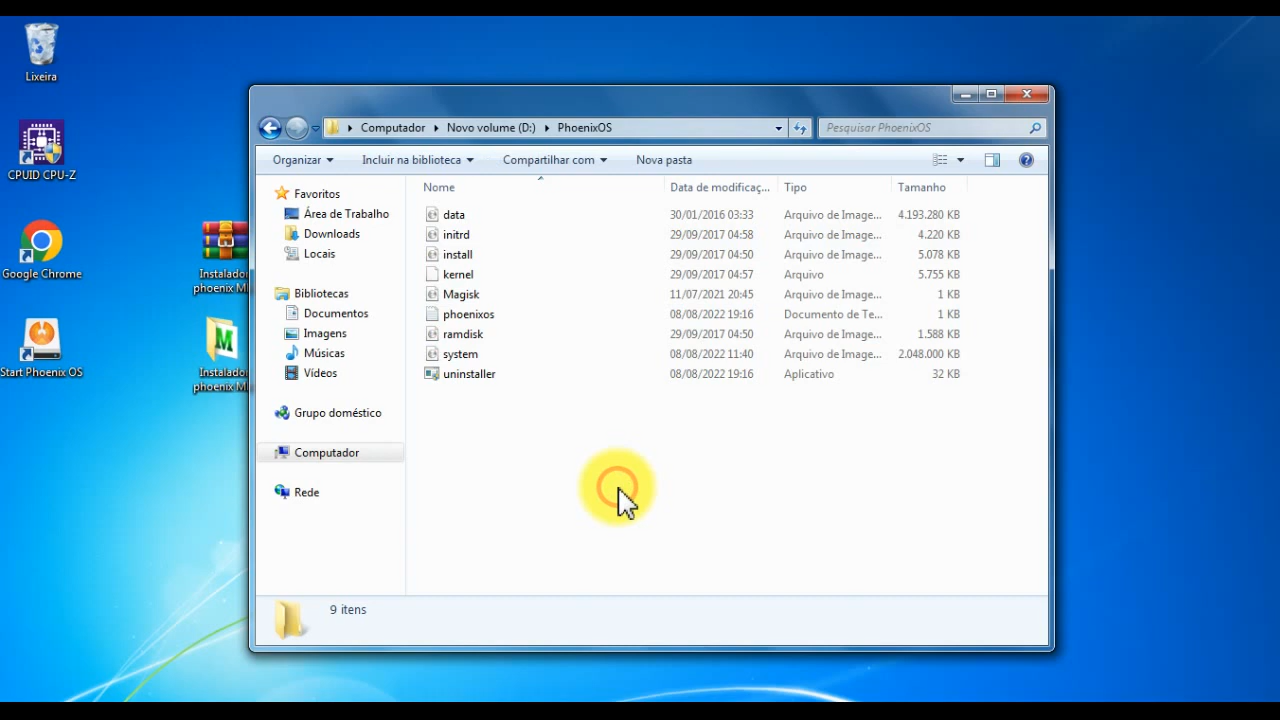 Lixeira
CPUID CPU-Z
Google Chrome
Start Phoenix OS
Instalador
phoenix M
Instalador
phoenix M
Computador
Novo volume (D:)
PhoenixOS
Pesquisar PhoenixOS
Organizar
Incluir na biblioteca
Compartilhar com
Nova pasta
Favoritos
Área de Trabalho
Downloads
Locais
Bibliotecas
Documentos
Imagens
Músicas
Vídeos
Grupo doméstico
Computador
Rede
Nome Data de modificaç... Tipo Tamanho
data 30/01/2016 03:33 Arquivo de Image... 4.193.280 KB
initrd 29/09/2017 04:58 Arquivo de Image... 4.220 KB
install 29/09/2017 04:50 Arquivo de Image... 5.078 KB
kernel 29/09/2017 04:57 Arquivo 5.755 KB
Magisk 11/07/2021 20:45 Arquivo de Image... 1 KB
phoenixos 08/08/2022 19:16 Documento de Te... 1 KB
ramdisk 29/09/2017 04:50 Arquivo de Image... 1.588 KB
system 08/08/2022 11:40 Arquivo de Image... 2.048.000 KB
uninstaller 08/08/2022 19:16 Aplicativo 32 KB
9 itens